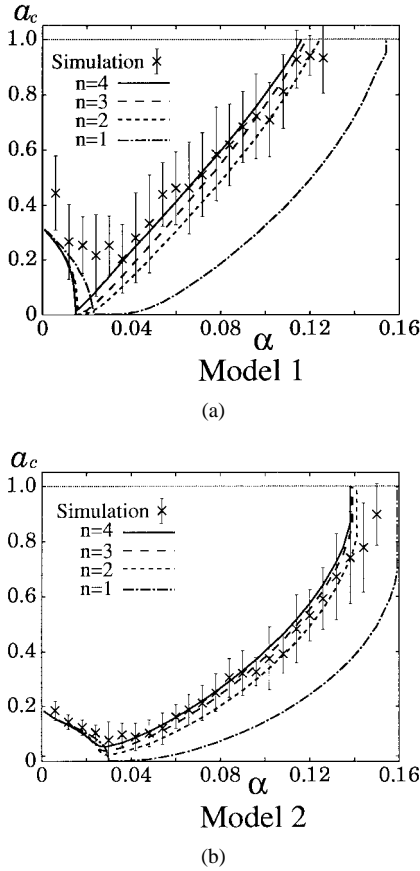 a_c
1.0
Simulation
n=4
n=3
n=2
n=1
0.8
0.6
0.4
0.2
0
0 0.04 0.08 0.12 0.16
α
Model 1
(a)
a_c
1.0
Simulation
n=4
n=3
n=2
n=1
0.8
0.6
0.4
0.2
0
0 0.04 0.08 0.12 0.16
α
Model 2
(b)